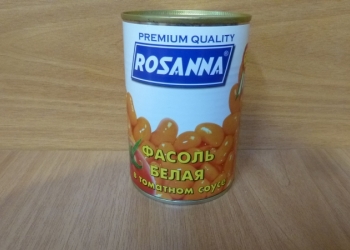 PREMIUM QUALITY
ROSANNA
ФАСОЛЬ
БЕЛАЯ
в томатном соусе